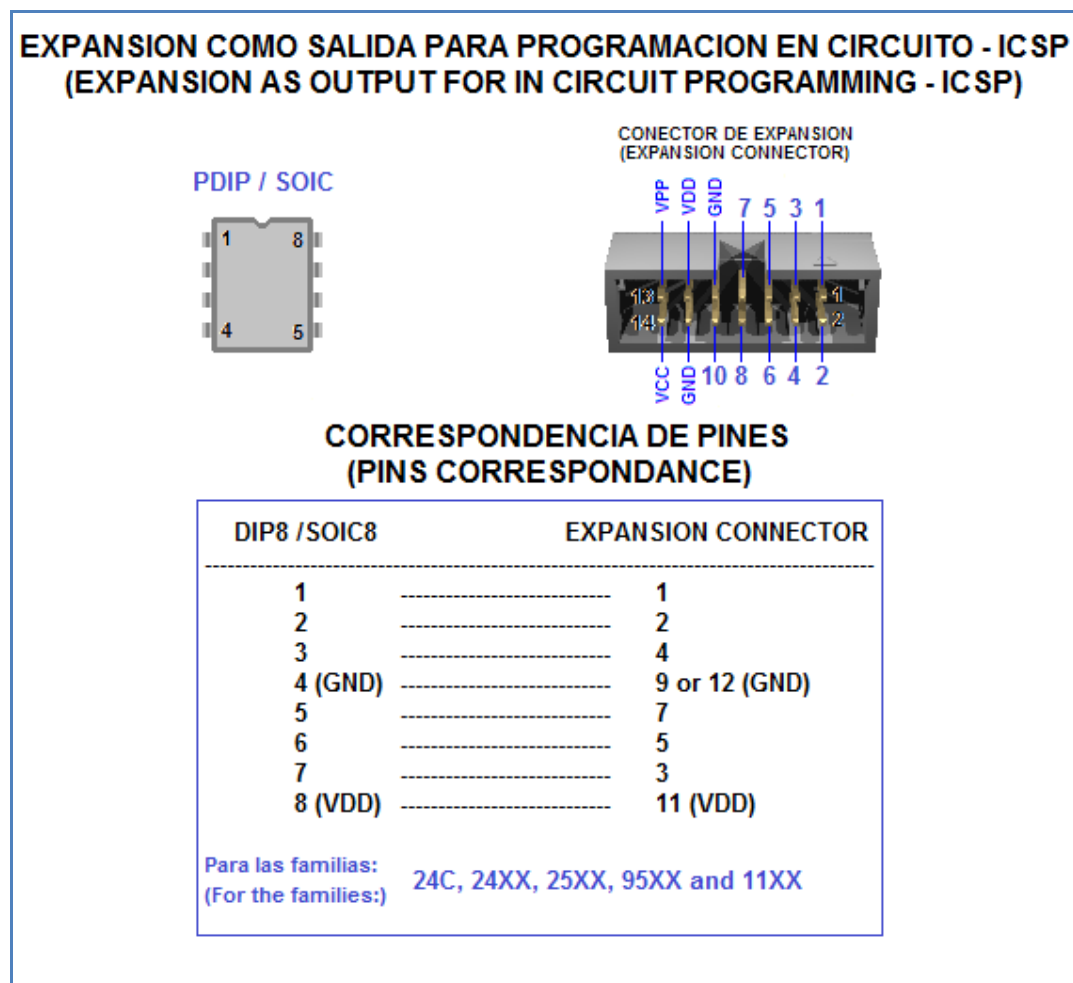 EXPANSION COMO SALIDA PARA PROGRAMACION EN CIRCUITO - ICSP
(EXPANSION AS OUTPUT FOR IN CIRCUIT PROGRAMMING - ICSP)
CONECTOR DE EXPANSION
(EXPANSION CONNECTOR)
PDIP / SOIC
VPP VDD GND 7 5 3 1
1 8
4 5
13 1
14 2
VCC GND 10 8 6 4 2
CORRESPONDENCIA DE PINES
(PINS CORRESPONDANCE)
DIP8 /SOIC8 EXPANSION CONNECTOR
1 ---------------------------- 1
2 ---------------------------- 2
3 ---------------------------- 4
4 (GND) ---------------------------- 9 or 12 (GND)
5 ---------------------------- 7
6 ---------------------------- 5
7 ---------------------------- 3
8 (VDD) ---------------------------- 11 (VDD)
Para las familias:
(For the families:) 24C, 24XX, 25XX, 95XX and 11XX